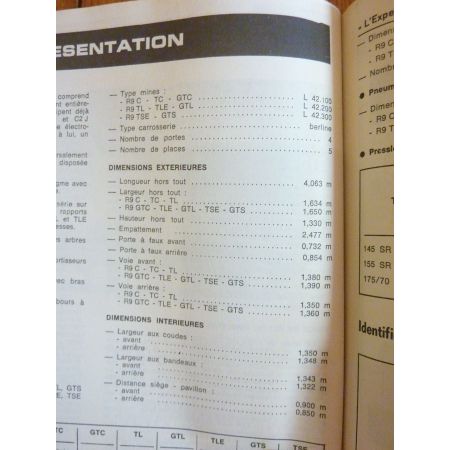 ESENTATION
comprend
entière-
ipent déjà
et C2J
électro-
à lui, un
disposée
gme avec
série sur
rapports
et TLE
esses.
es arbres
ortisseurs
vec bras
bours à
L, GTS
E, TSE
— Type mines :
- R9 C - TC - GTC L 42.100
- R9 TL - TLE - GTL L 42.200
- R9 TSE - GTS L 42.300
— Type carrosserie berline
— Nombre de portes 4
— Nombre de places 5
DIMENSIONS EXTERIEURES
— Longueur hors tout 4,063 m
— Largeur hors tout :
- R9 C - TC - TL 1,634 m
- R9 GTC - TLE - GTL - TSE - GTS 1,650 m
— Hauteur hors tout 1,330 m
— Empattement 2,477 m
— Porte à faux avant 0,732 m
— Porte à faux arrière 0,854 m
— Voie avant :
- R9 C - TC - TL 1,380 m
- R9 GTC - TLE - GTL - TSE - GTS 1,390 m
— Voie arrière :
- R9 C - TC - TL 1,350 m
- R9 GTC - TLE - GTL - TSE - GTS 1,360 m
DIMENSIONS INTERIEURES
— Largeur aux coudes :
- avant 1,350 m
- arrière 1,348 m
— Largeur aux bandeaux :
- avant 1,343 m
- arrière 1,322 m
— Distance siège - pavillon :
- avant 0,900 m
- arrière 0,850 m
TC GTC TL GTL TLE GTS TSE
« L'Expe
— Dimen
- R9 C
- R9 T
— Nomb
● Pneum
— Dimen
- R9 C
- R9 T
● Pressi
T
145 SR
155 SR
175/70
Identifi